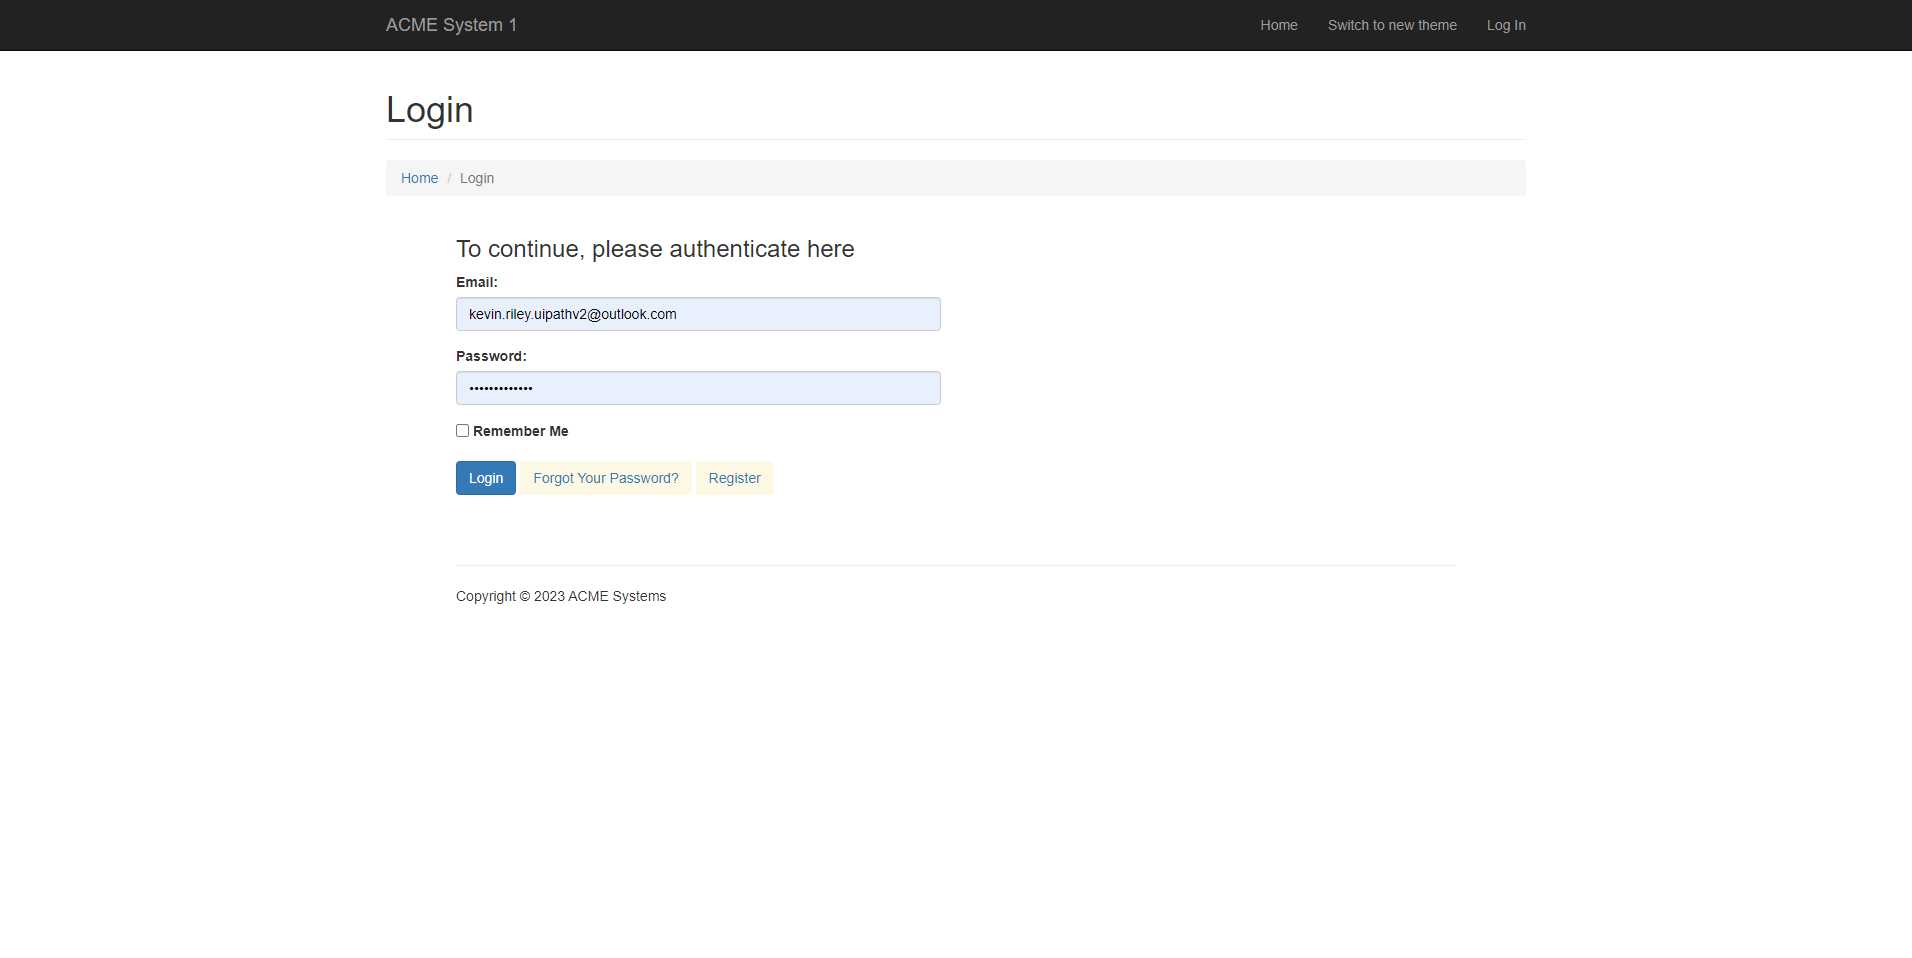 ACME System 1
Home
Switch to new theme
Log In
Login
Home / Login
To continue, please authenticate here
Email:
kevin.riley.uipathv2@outlook.com
Password:
•••••••••••••
Remember Me
Login
Forgot Your Password?
Register
Copyright © 2023 ACME Systems